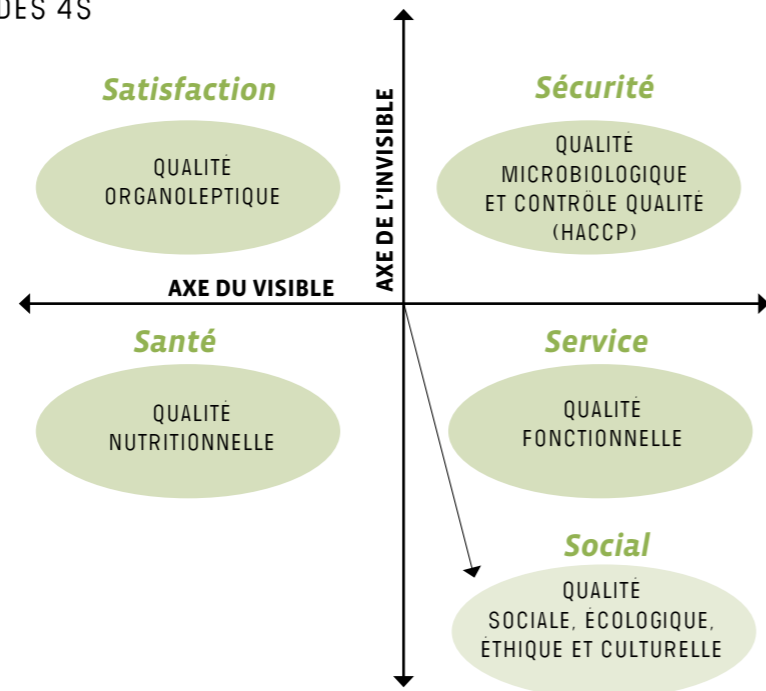 DES 4S
Satisfaction
QUALITÉ
ORGANOLEPTIQUE
Sécurité
QUALITÉ
MICROBIOLOGIQUE
ET CONTRÔLE QUALITÉ
(HACCP)
AXE DE L'INVISIBLE
AXE DU VISIBLE
Santé
QUALITÉ
NUTRITIONNELLE
Service
QUALITÉ
FONCTIONNELLE
Social
QUALITÉ
SOCIALE, ÉCOLOGIQUE,
ÉTHIQUE ET CULTURELLE